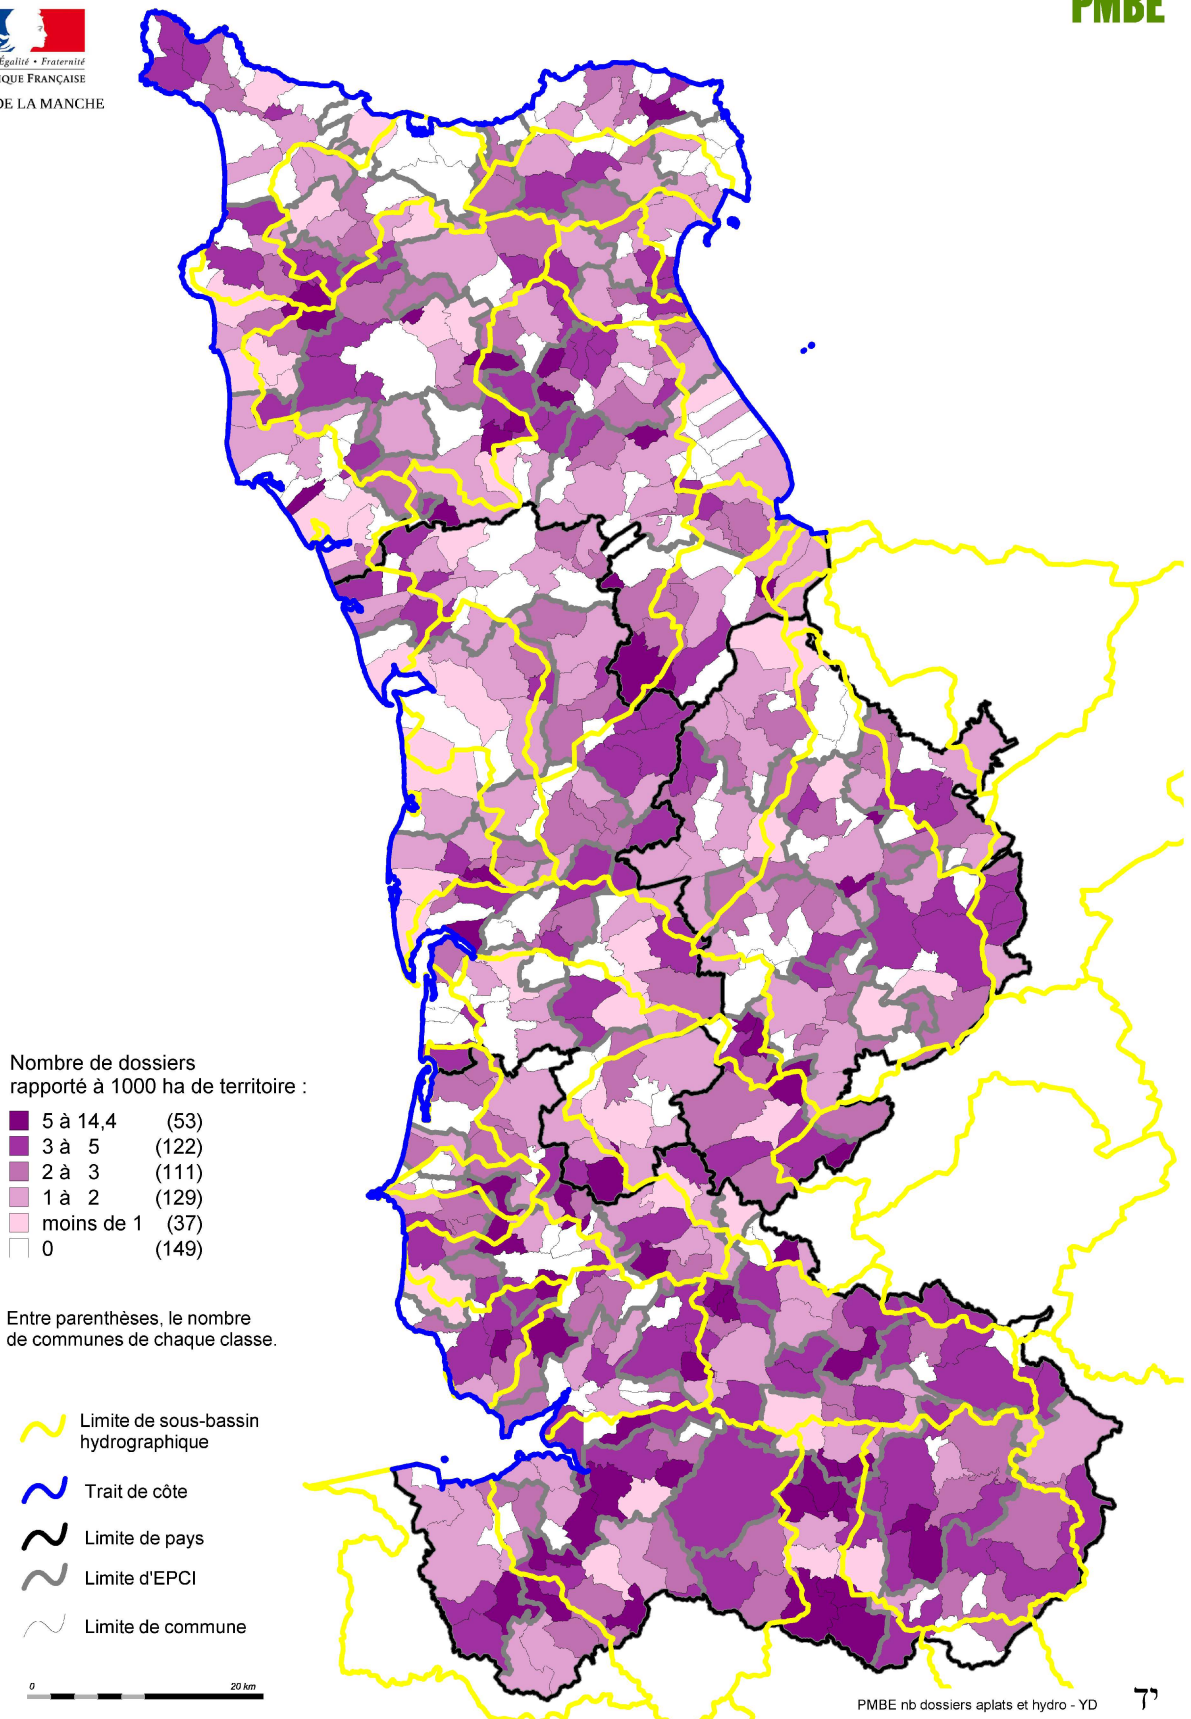 PMBE
Égalité • Fraternité
QUE FRANÇAISE
DE LA MANCHE
Nombre de dossiers
rapporté à 1000 ha de territoire :
5 à 14,4 (53)
3 à 5 (122)
2 à 3 (111)
1 à 2 (129)
moins de 1 (37)
0 (149)
Entre parenthèses, le nombre
de communes de chaque classe.
Limite de sous-bassin
hydrographique
Trait de côte
Limite de pays
Limite d'EPCI
Limite de commune
0 20 km
PMBE nb dossiers aplats et hydro - YD